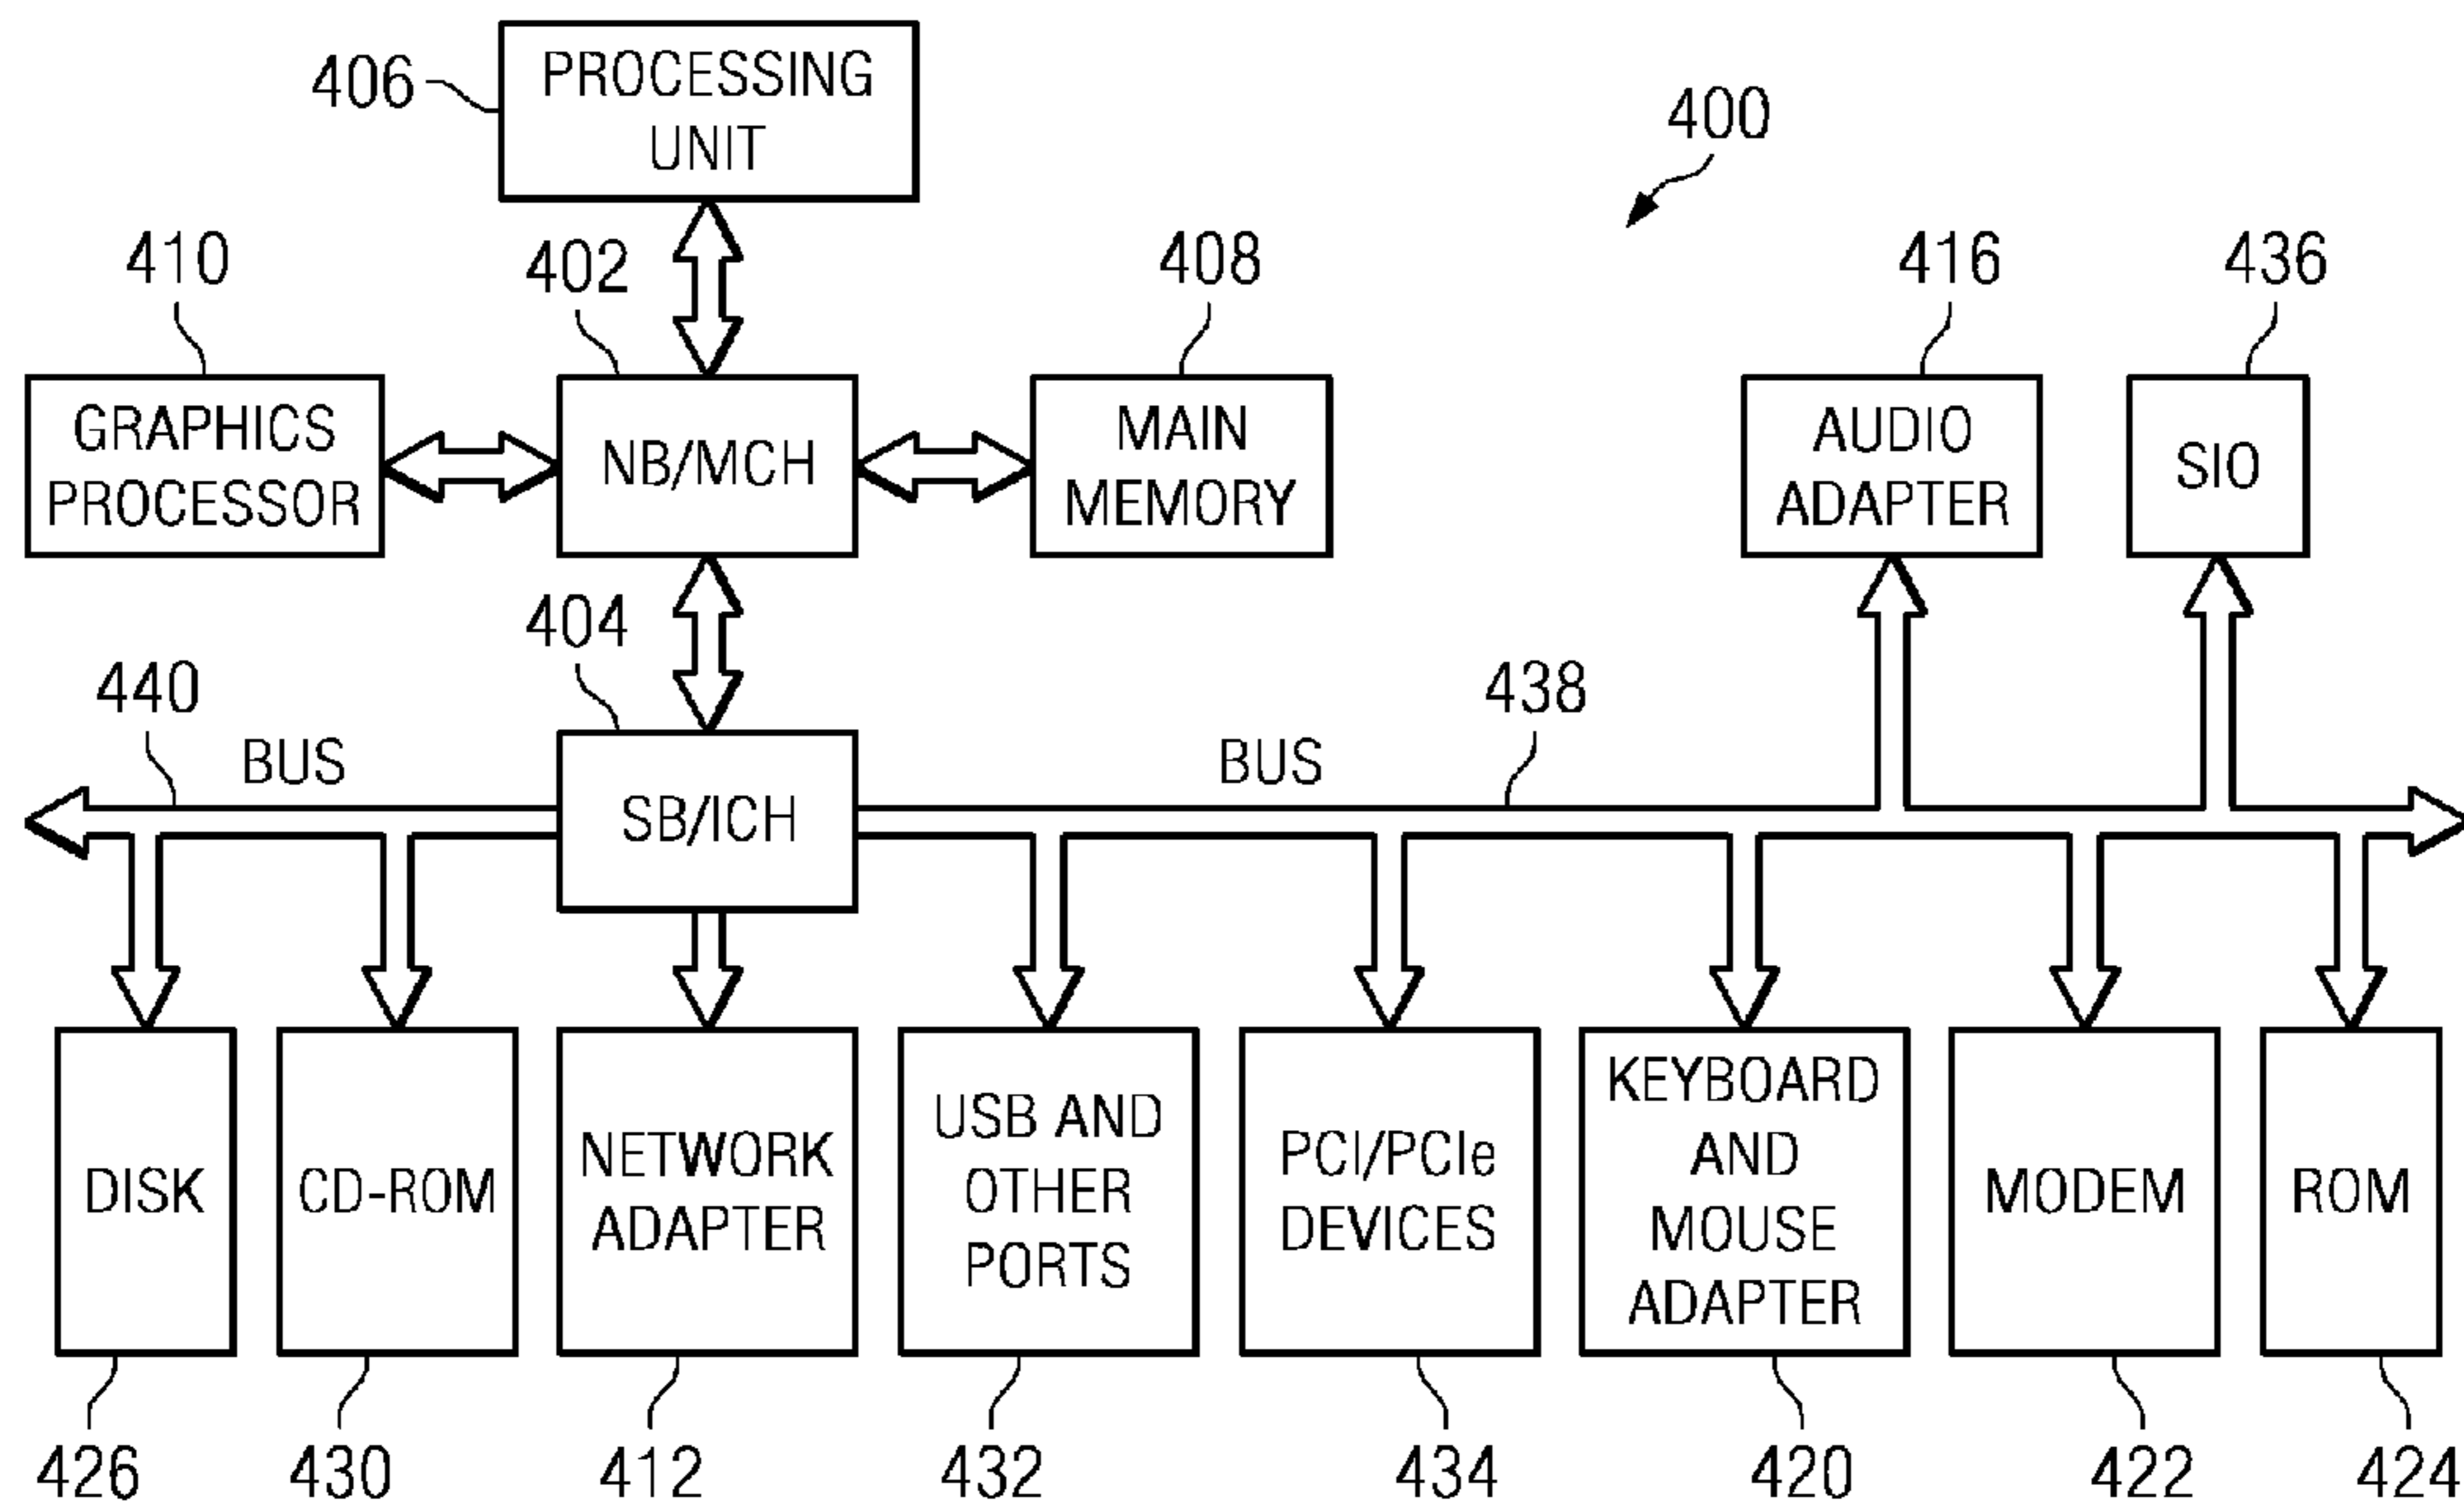 406
PROCESSING
UNIT
400
410
402
408
416
436
GRAPHICS
PROCESSOR
NB/MCH
MAIN
MEMORY
AUDIO
ADAPTER
SIO
404
440
438
BUS
BUS
SB/ICH
DISK
CD-ROM
NETWORK
ADAPTER
USB AND
OTHER
PORTS
PCI/PCIe
DEVICES
KEYBOARD
AND
MOUSE
ADAPTER
MODEM
ROM
426
430
412
432
434
420
422
424